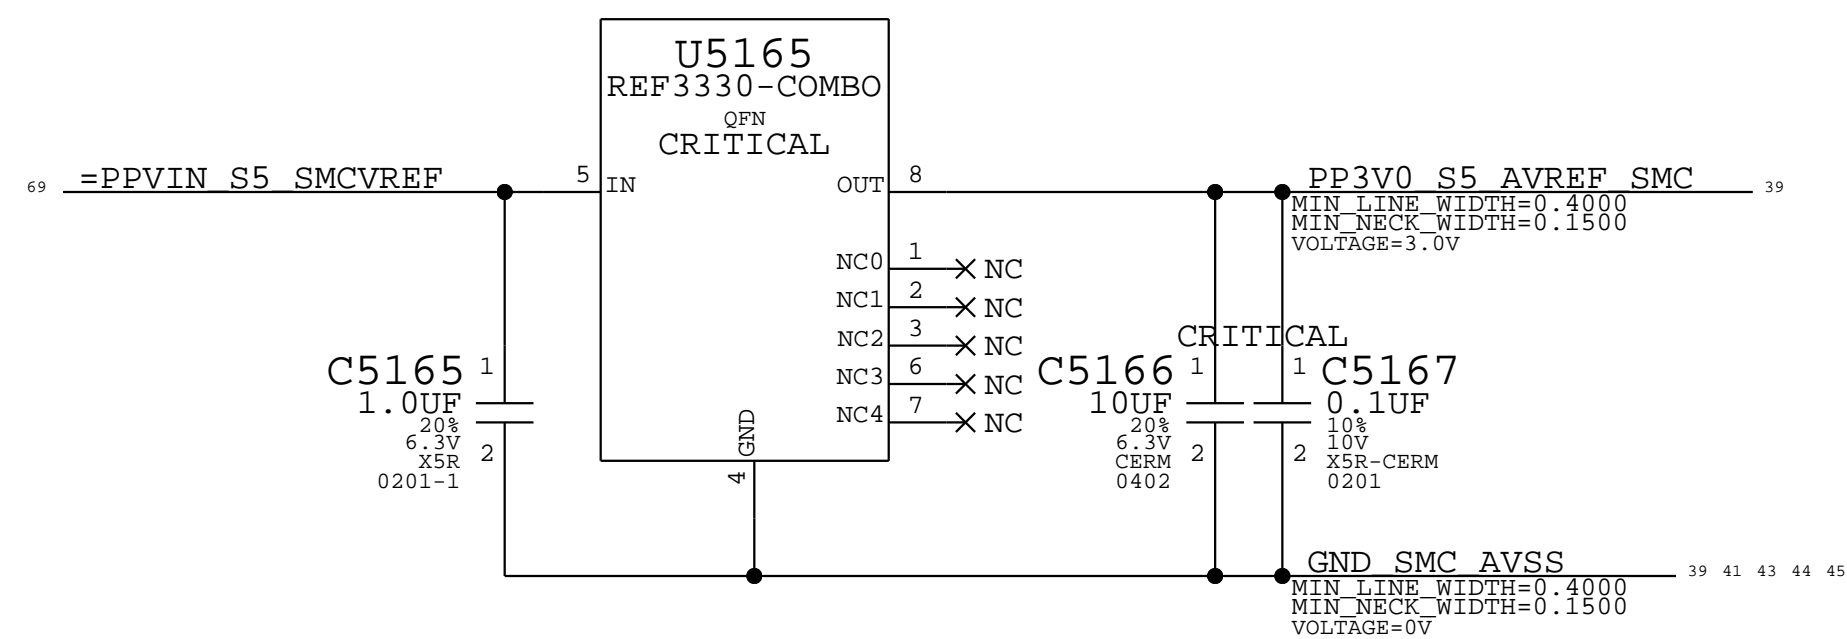 U5165
REF3330-COMBO
QFN
CRITICAL
69 =PPVIN_S5_SMCVREF 5 IN OUT 8 PP3V0_S5_AVREF_SMC 39
MIN_LINE_WIDTH=0.4000
MIN_NECK_WIDTH=0.1500
VOLTAGE=3.0V
NC0 1 NC
NC1 2 NC
NC2 3 NC
NC3 6 NC
NC4 7 NC
GND 4
C5165 1
1.0UF
20%
6.3V
X5R 2
0201-1
CRITICAL
C5166 1
10UF
20%
6.3V
CERM 2
0402
1 C5167
0.1UF
10%
10V
2 X5R-CERM
0201
GND_SMC_AVSS 39 41 43 44 45
MIN_LINE_WIDTH=0.4000
MIN_NECK_WIDTH=0.1500
VOLTAGE=0V